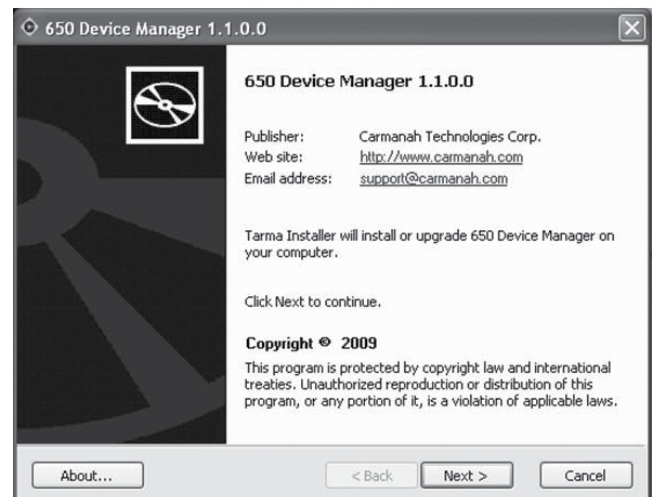 650 Device Manager 1.1.0.0
650 Device Manager 1.1.0.0
Publisher: Carmanah Technologies Corp.
Web site: http://www.carmanah.com
Email address: support@carmanah.com
Tarma Installer will install or upgrade 650 Device Manager on
your computer.
Click Next to continue.
Copyright © 2009
This program is protected by copyright law and international
treaties. Unauthorized reproduction or distribution of this
program, or any portion of it, is a violation of applicable laws.
About... < Back Next > Cancel